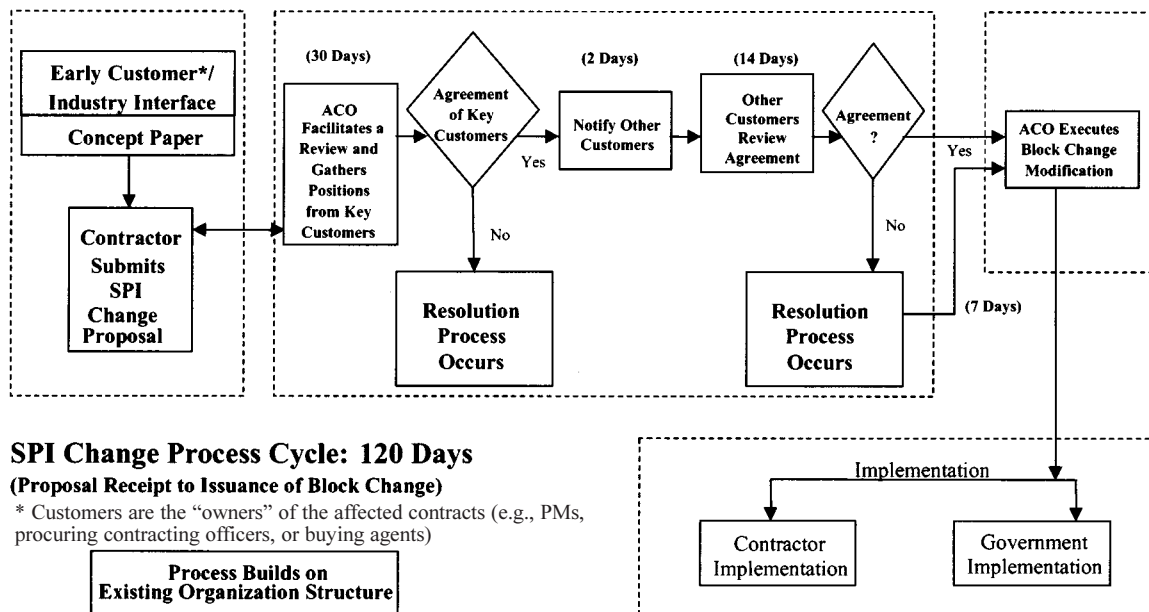 Early Customer*/
Industry Interface
Concept Paper
Contractor
Submits
SPI
Change
Proposal
(30 Days)
ACO
Facilitates a
Review and
Gathers
Positions
from Key
Customers
Agreement
of Key
Customers
Yes
No
Resolution
Process
Occurs
(2 Days)
Notify Other
Customers
(14 Days)
Other
Customers
Review
Agreement
Agreement
?
Yes
No
Resolution
Process
Occurs
(7 Days)
ACO Executes
Block Change
Modification
Implementation
Contractor
Implementation
Government
Implementation
SPI Change Process Cycle: 120 Days
(Proposal Receipt to Issuance of Block Change)
* Customers are the “owners” of the affected contracts (e.g., PMs,
procuring contracting officers, or buying agents)
Process Builds on
Existing Organization Structure